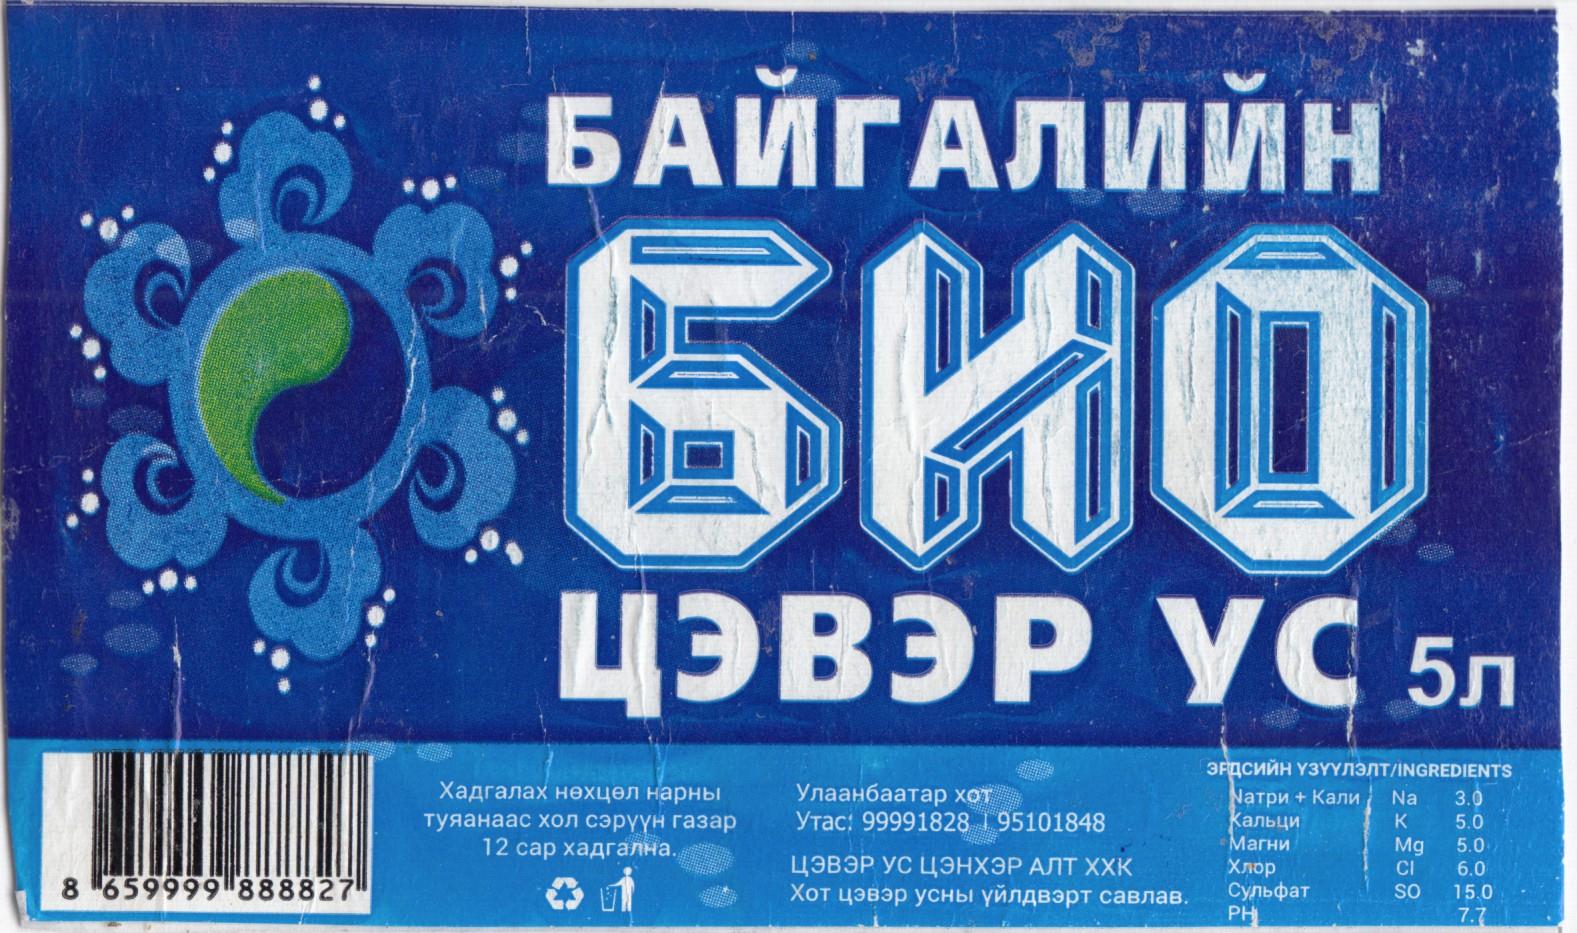 БАЙГАЛИЙН
БИО
ЦЭВЭР УС 5л
8 659999 888827
Хадгалах нөхцөл нарны
туяанаас хол сэрүүн газар
12 сар хадгална.
Улаанбаатар хот
Утас: 99991828, 95101848
ЦЭВЭР УС ЦЭНХЭР АЛТ ХХК
Хот цэвэр усны үйлдвэрт савлав.
ЭРДСИЙН ҮЗҮҮЛЭЛТ/INGREDIENTS
Nатри + Кали Na 3.0
Кальци K 5.0
Магни Mg 5.0
Хлор Cl 6.0
Сульфат SO 15.0
PH 7.7